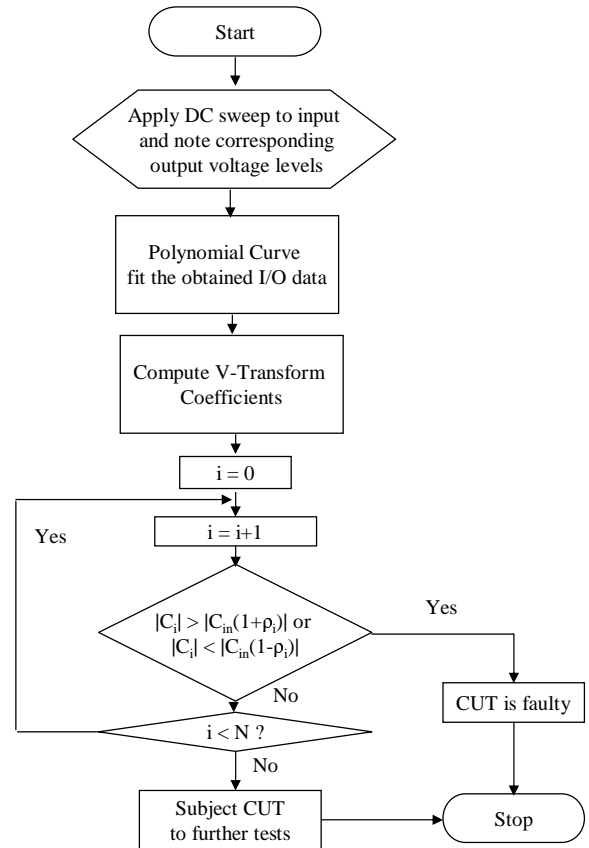 Start
Apply DC sweep to input
and note corresponding
output voltage levels
Polynomial Curve
fit the obtained I/O data
Compute V-Transform
Coefficients
i = 0
i = i+1
Yes
|Cᵢ| > |Cᵢₙ(1+ρᵢ)| or
|Cᵢ| < |Cᵢₙ(1-ρᵢ)|
Yes
No
CUT is faulty
i < N ?
No
Subject CUT
to further tests
Stop